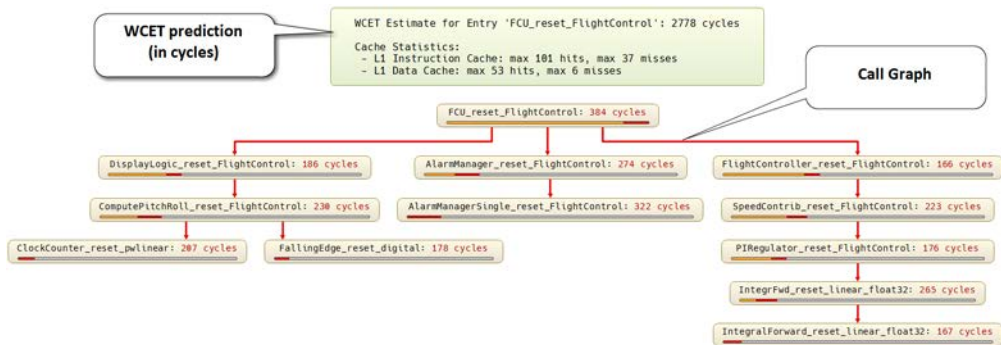 WCET prediction
(in cycles)
WCET Estimate for Entry 'FCU_reset_FlightControl': 2778 cycles
Cache Statistics:
- L1 Instruction Cache: max 101 hits, max 37 misses
- L1 Data Cache: max 53 hits, max 6 misses
Call Graph
FCU_reset_FlightControl: 384 cycles
DisplayLogic_reset_FlightControl: 186 cycles
AlarmManager_reset_FlightControl: 274 cycles
FlightController_reset_FlightControl: 166 cycles
ComputePitchRoll_reset_FlightControl: 230 cycles
AlarmManagerSingle_reset_FlightControl: 322 cycles
SpeedContrib_reset_FlightControl: 223 cycles
ClockCounter_reset_pwlinear: 207 cycles
FallingEdge_reset_digital: 178 cycles
PIRegulator_reset_FlightControl: 176 cycles
IntegrFwd_reset_linear_float32: 265 cycles
IntegralForward_reset_linear_float32: 167 cycles